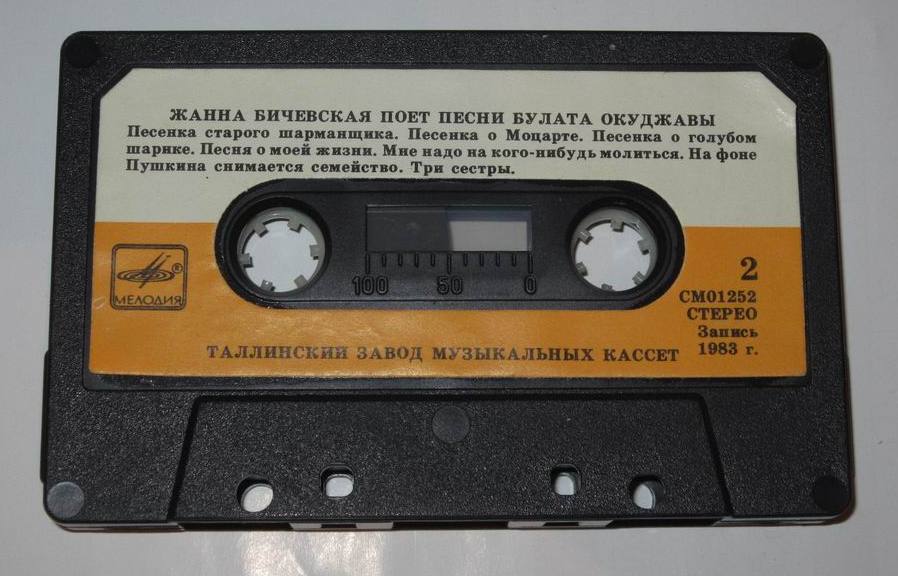 ЖАННА БИЧЕВСКАЯ ПОЕТ ПЕСНИ БУЛАТА ОКУДЖАВЫ
Песенка старого шарманщика. Песенка о Моцарте. Песенка о голубом
шарике. Песня о моей жизни. Мне надо на кого-нибудь молиться. На фоне
Пушкина снимается семейство. Три сестры.
100 50 0
® МЕЛОДИЯ
2
СМ01252
СТЕРЕО
Запись
1983 г.
ТАЛЛИНСКИЙ ЗАВОД МУЗЫКАЛЬНЫХ КАССЕТ